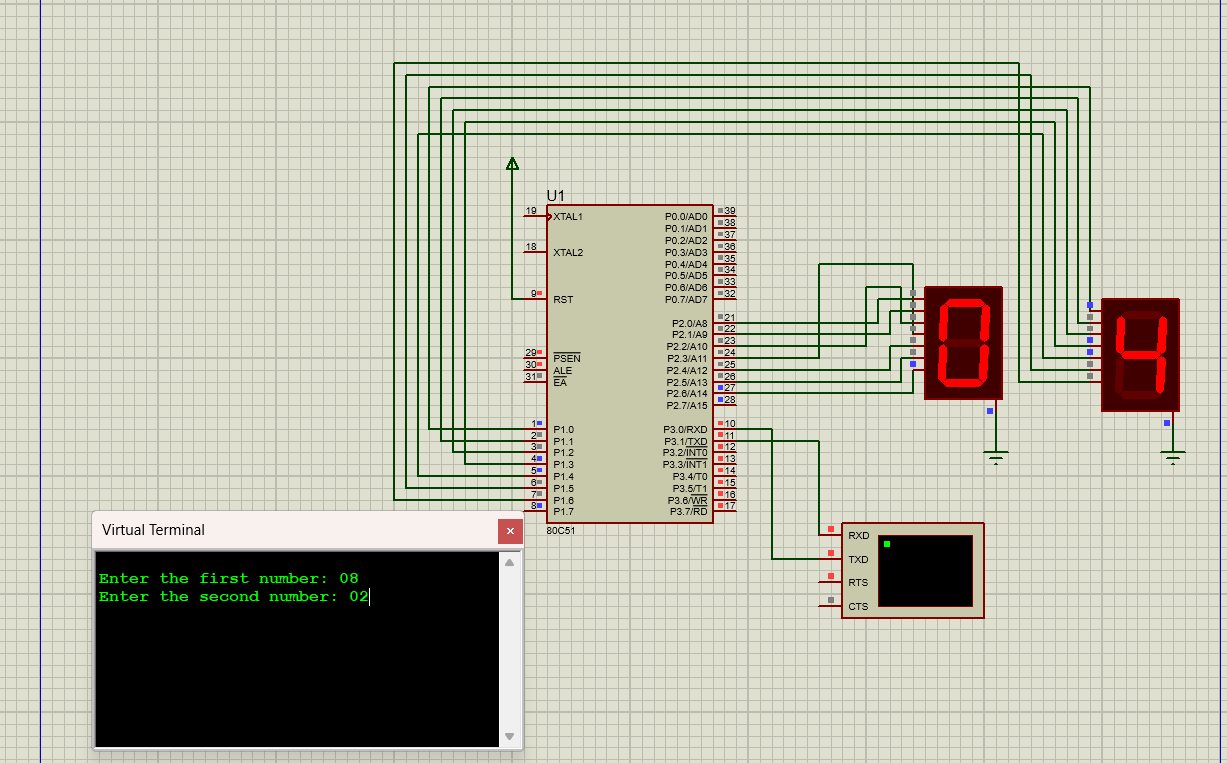 U1
19 XTAL1
18 XTAL2
9 RST
29 PSEN
30 ALE
31 EA
1 P1.0
2 P1.1
3 P1.2
4 P1.3
5 P1.4
6 P1.5
7 P1.6
8 P1.7
P0.0/AD0 39
P0.1/AD1 38
P0.2/AD2 37
P0.3/AD3 36
P0.4/AD4 35
P0.5/AD5 34
P0.6/AD6 33
P0.7/AD7 32
P2.0/A8 21
P2.1/A9 22
P2.2/A10 23
P2.3/A11 24
P2.4/A12 25
P2.5/A13 26
P2.6/A14 27
P2.7/A15 28
P3.0/RXD 10
P3.1/TXD 11
P3.2/INT0 12
P3.3/INT1 13
P3.4/T0 14
P3.5/T1 15
P3.6/WR 16
P3.7/RD 17
80C51
0
4
RXD
TXD
RTS
CTS
Virtual Terminal
Enter the first number: 08
Enter the second number: 02